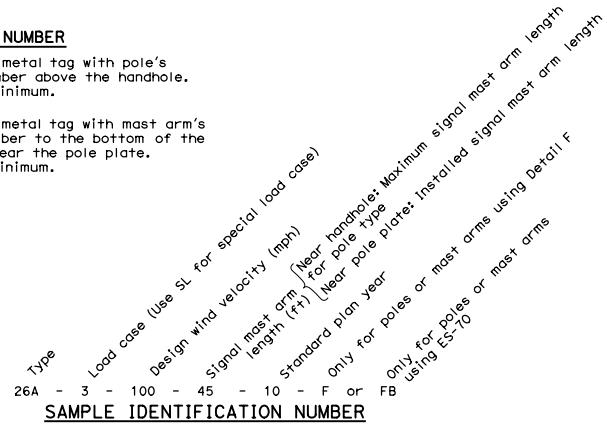 NUMBER
metal tag with pole's
ber above the handhole.
inimum.
metal tag with mast arm's
ber to the bottom of the
ear the pole plate.
inimum.
Type
Load case (Use SL for special load case)
Design wind velocity (mph)
Signal mast arm
length (ft)
Near handhole: Maximum signal mast arm length
for pole type
Near pole plate: Installed signal mast arm length
Standard plan year
Only for poles or mast arms using Detail F
Only for poles or mast arms
using ES-70
26A - 3 - 100 - 45 - 10 - F or FB
SAMPLE IDENTIFICATION NUMBER